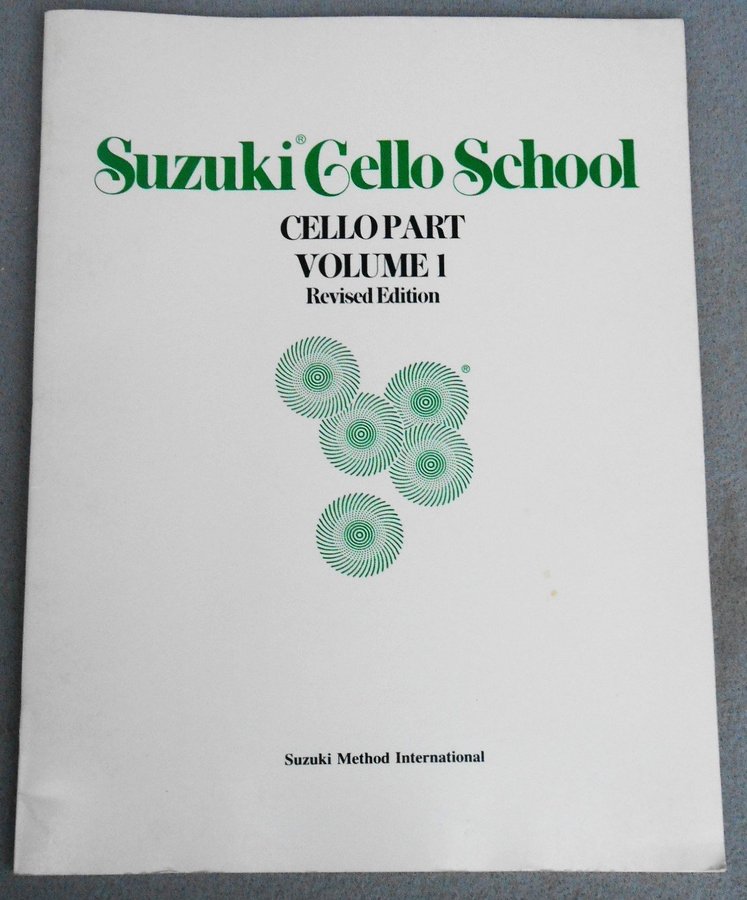 Suzuki® Cello School
CELLO PART
VOLUME 1
Revised Edition
®
Suzuki Method International